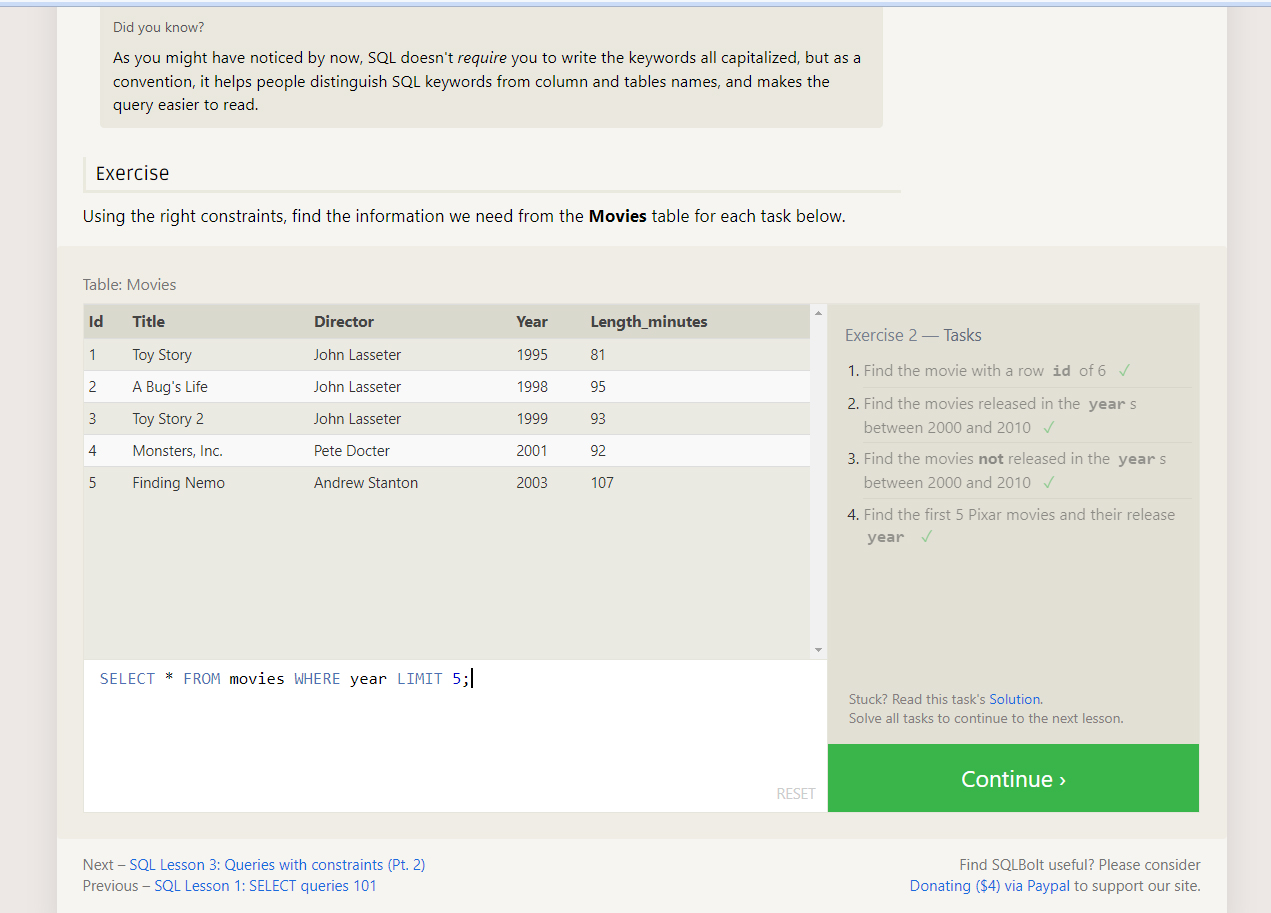 Did you know?
As you might have noticed by now, SQL doesn't require you to write the keywords all capitalized, but as a
convention, it helps people distinguish SQL keywords from column and tables names, and makes the
query easier to read.
Exercise
Using the right constraints, find the information we need from the Movies table for each task below.
Table: Movies
Id Title Director Year Length_minutes
1 Toy Story John Lasseter 1995 81
2 A Bug's Life John Lasseter 1998 95
3 Toy Story 2 John Lasseter 1999 93
4 Monsters, Inc. Pete Docter 2001 92
5 Finding Nemo Andrew Stanton 2003 107
SELECT * FROM movies WHERE year LIMIT 5;
RESET
Exercise 2 — Tasks
1. Find the movie with a row id of 6 ✓
2. Find the movies released in the year s
between 2000 and 2010 ✓
3. Find the movies not released in the year s
between 2000 and 2010 ✓
4. Find the first 5 Pixar movies and their release
year ✓
Stuck? Read this task's Solution.
Solve all tasks to continue to the next lesson.
Continue ›
Next – SQL Lesson 3: Queries with constraints (Pt. 2)
Previous – SQL Lesson 1: SELECT queries 101
Find SQLBolt useful? Please consider
Donating ($4) via Paypal to support our site.